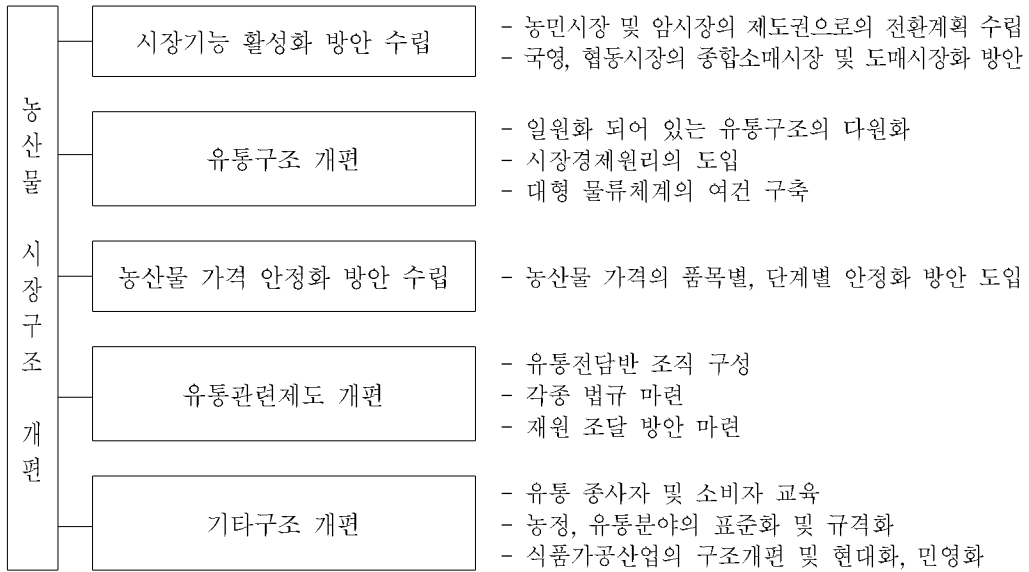 농산물 시장구조 개편
시장기능 활성화 방안 수립
- 농민시장 및 암시장의 제도권으로의 전환계획 수립
- 국영, 협동시장의 종합소매시장 및 도매시장화 방안
유통구조 개편
- 일원화 되어 있는 유통구조의 다원화
- 시장경제원리의 도입
- 대형 물류체계의 여건 구축
농산물 가격 안정화 방안 수립
- 농산물 가격의 품목별, 단계별 안정화 방안 도입
유통관련제도 개편
- 유통전담반 조직 구성
- 각종 법규 마련
- 재원 조달 방안 마련
기타구조 개편
- 유통 종사자 및 소비자 교육
- 농정, 유통분야의 표준화 및 규격화
- 식품가공산업의 구조개편 및 현대화, 민영화